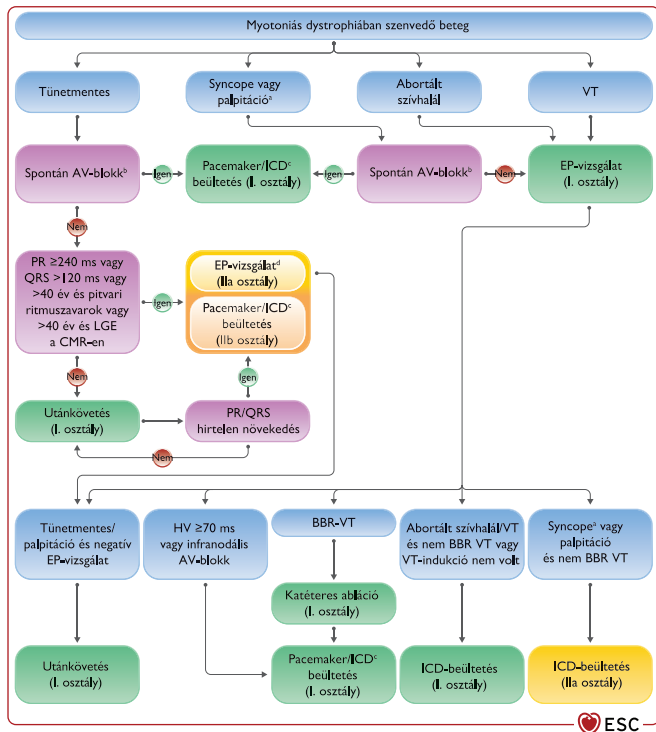 Myotoniás dystrophiában szenvedő beteg
Tünetmentes
Syncope vagy
palpitációᵃ
Abortált
szívhalál
VT
Spontán AV-blokkᵇ
Igen
Pacemaker/ICDᶜ
beültetés (I. osztály)
Igen
Spontán AV-blokkᵇ
Nem
EP-vizsgálat
(I. osztály)
Nem
PR ≥240 ms vagy
QRS >120 ms vagy
>40 év és pitvari
ritmuszavarok vagy
>40 év és LGE
a CMR-en
Igen
EP-vizsgálatᵈ
(IIa osztály)
Pacemaker/ICDᶜ
beültetés
(IIb osztály)
Nem
Igen
Utánkövetés
(I. osztály)
PR/QRS
hirtelen növekedés
Nem
Tünetmentes/
palpitáció és negatív
EP-vizsgálat
HV ≥70 ms
vagy infranodális
AV-blokk
BBR-VT
Abortált szívhalál/VT
és nem BBR VT vagy
VT-indukció nem volt
Syncopeᵃ vagy
palpitáció
és nem BBR VT
Katéteres abláció
(I. osztály)
Utánkövetés
(I. osztály)
Pacemaker/ICDᶜ
beültetés
(I. osztály)
ICD-beültetés
(I. osztály)
ICD-beültetés
(IIa osztály)
ESC